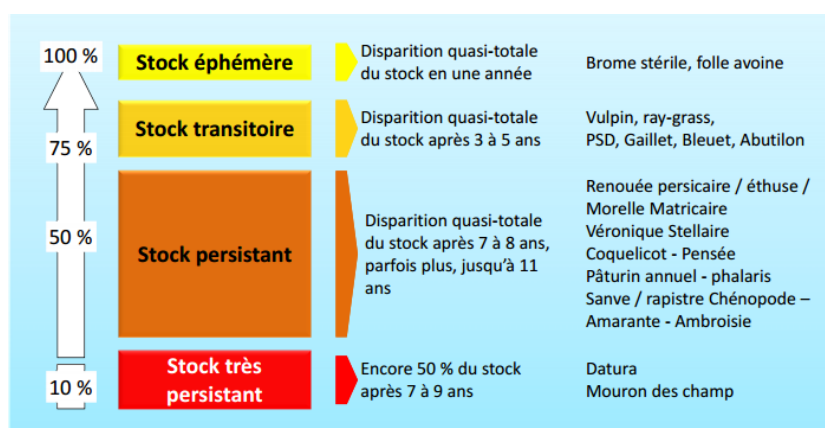 100 %
Stock éphémère
Disparition quasi-totale
du stock en une année
Brome stérile, folle avoine
75 %
Stock transitoire
Disparition quasi-totale
du stock après 3 à 5 ans
Vulpin, ray-grass,
PSD, Gaillet, Bleuet, Abutilon
50 %
Stock persistant
Disparition quasi-totale
du stock après 7 à 8 ans,
parfois plus, jusqu'à 11
ans
Renouée persicaire / éthuse /
Morelle Matricaire
Véronique Stellaire
Coquelicot - Pensée
Pâturin annuel - phalaris
Sanve / rapistre Chénopode –
Amarante - Ambroisie
10 %
Stock très
persistant
Encore 50 % du stock
après 7 à 9 ans
Datura
Mouron des champ